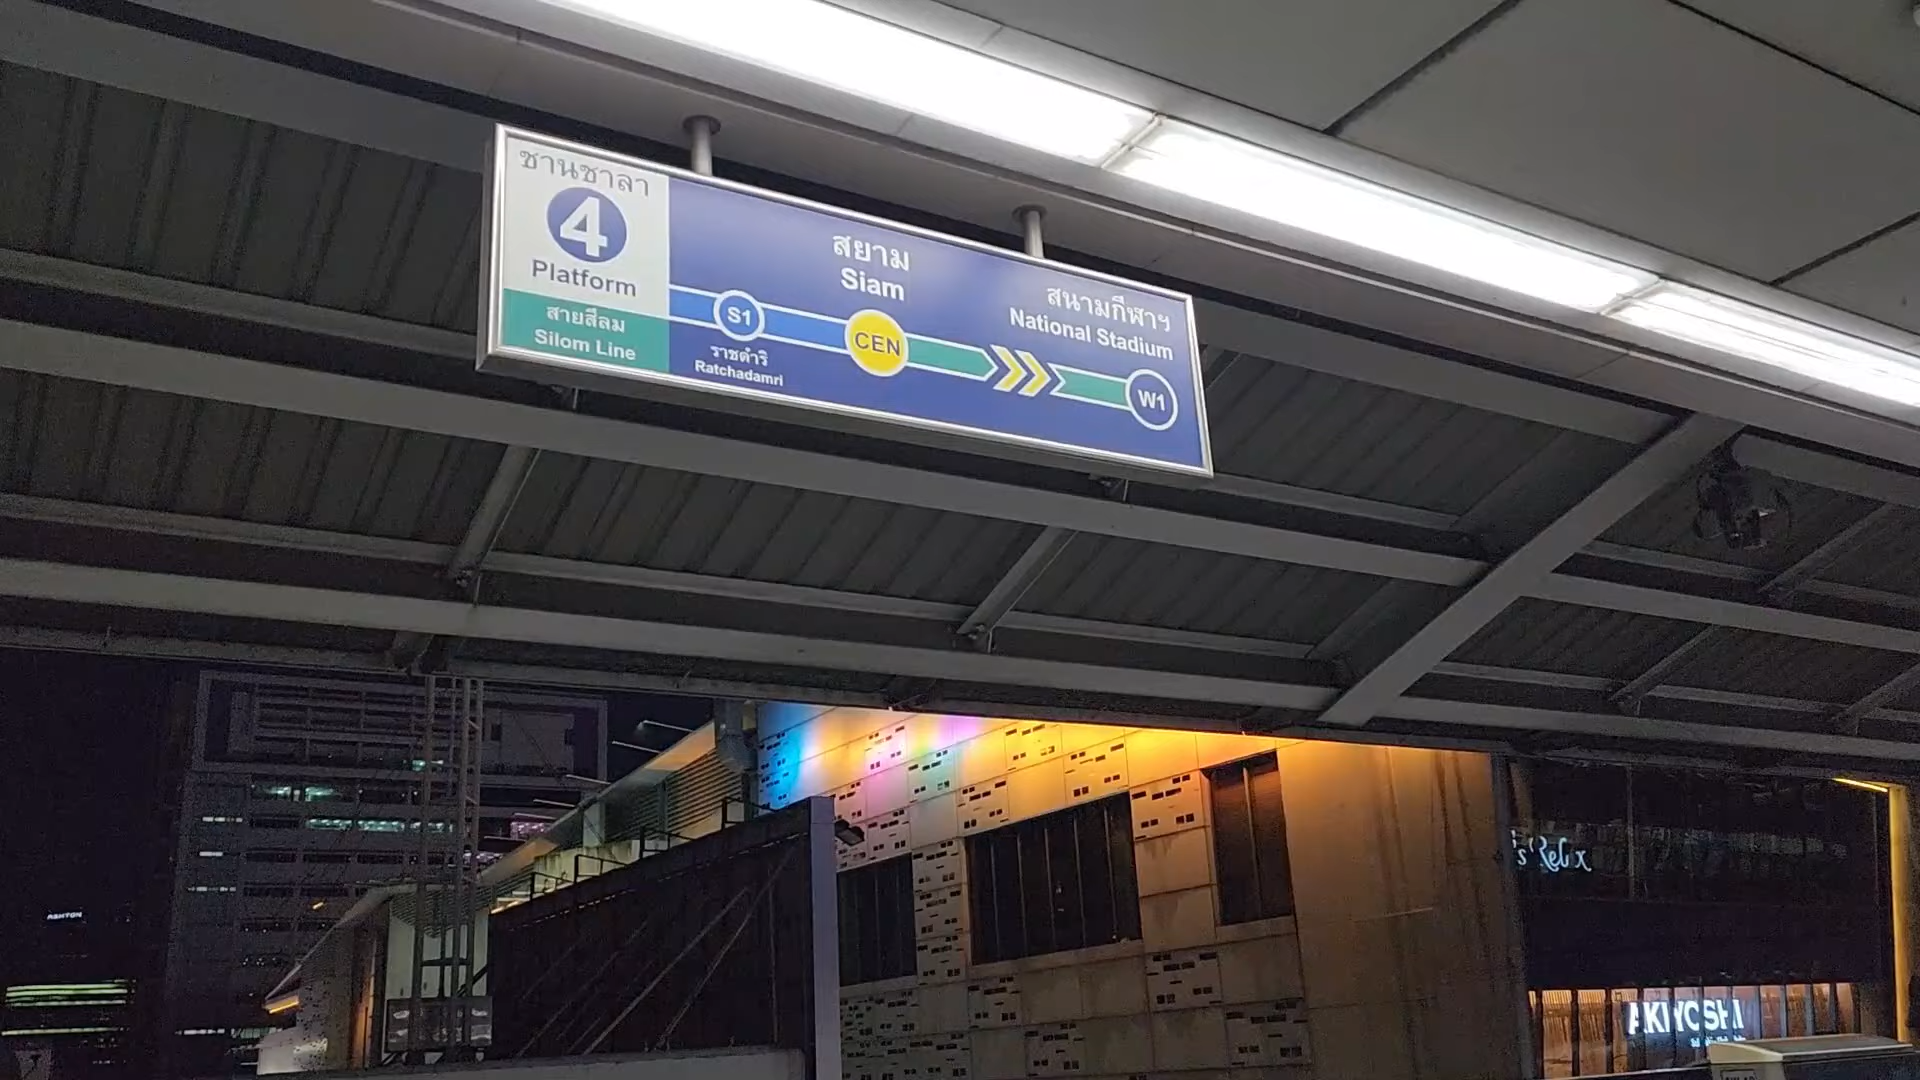 ชานชาลา
4
Platform
สายสีลม
Silom Line
S1
ราชดำริ
Ratchadamri
สยาม
Siam
CEN
สนามกีฬาฯ
National Stadium
W1
ASHTON
's Relax
AKIYOSHI